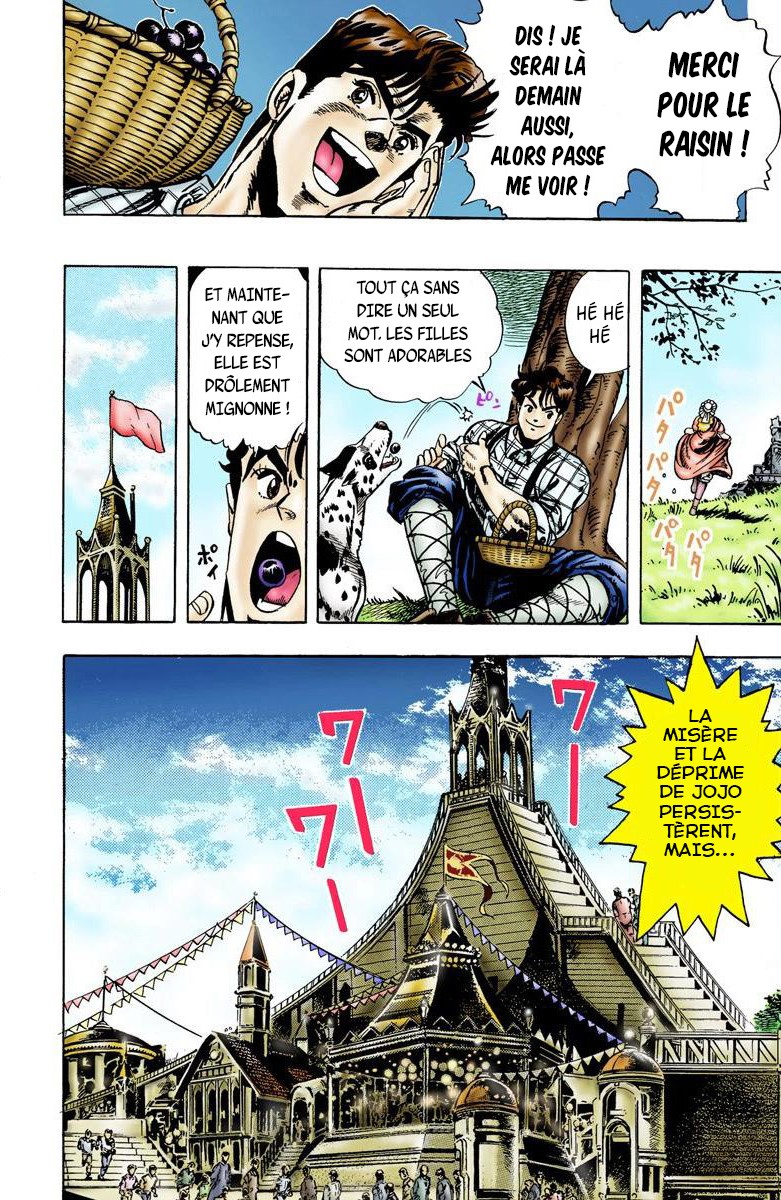 MERCI
POUR LE
RAISIN !
DIS ! JE
SERAI LÀ
DEMAIN
AUSSI,
ALORS PASSE
ME VOIR !
パタ
パタ
パタ
パタ
HÉ HÉ
HÉ
TOUT ÇA SANS
DIRE UN SEUL
MOT. LES FILLES
SONT ADORABLES
ピン
ET MAINTE-
NANT QUE
J'Y REPENSE,
ELLE EST
DRÔLEMENT
MIGNONNE !
ポイ
LA
MISÈRE
ET LA
DÉPRIME
DE JOJO
PERSIS-
TÈRENT,
MAIS...
ワー
ワー
ワー